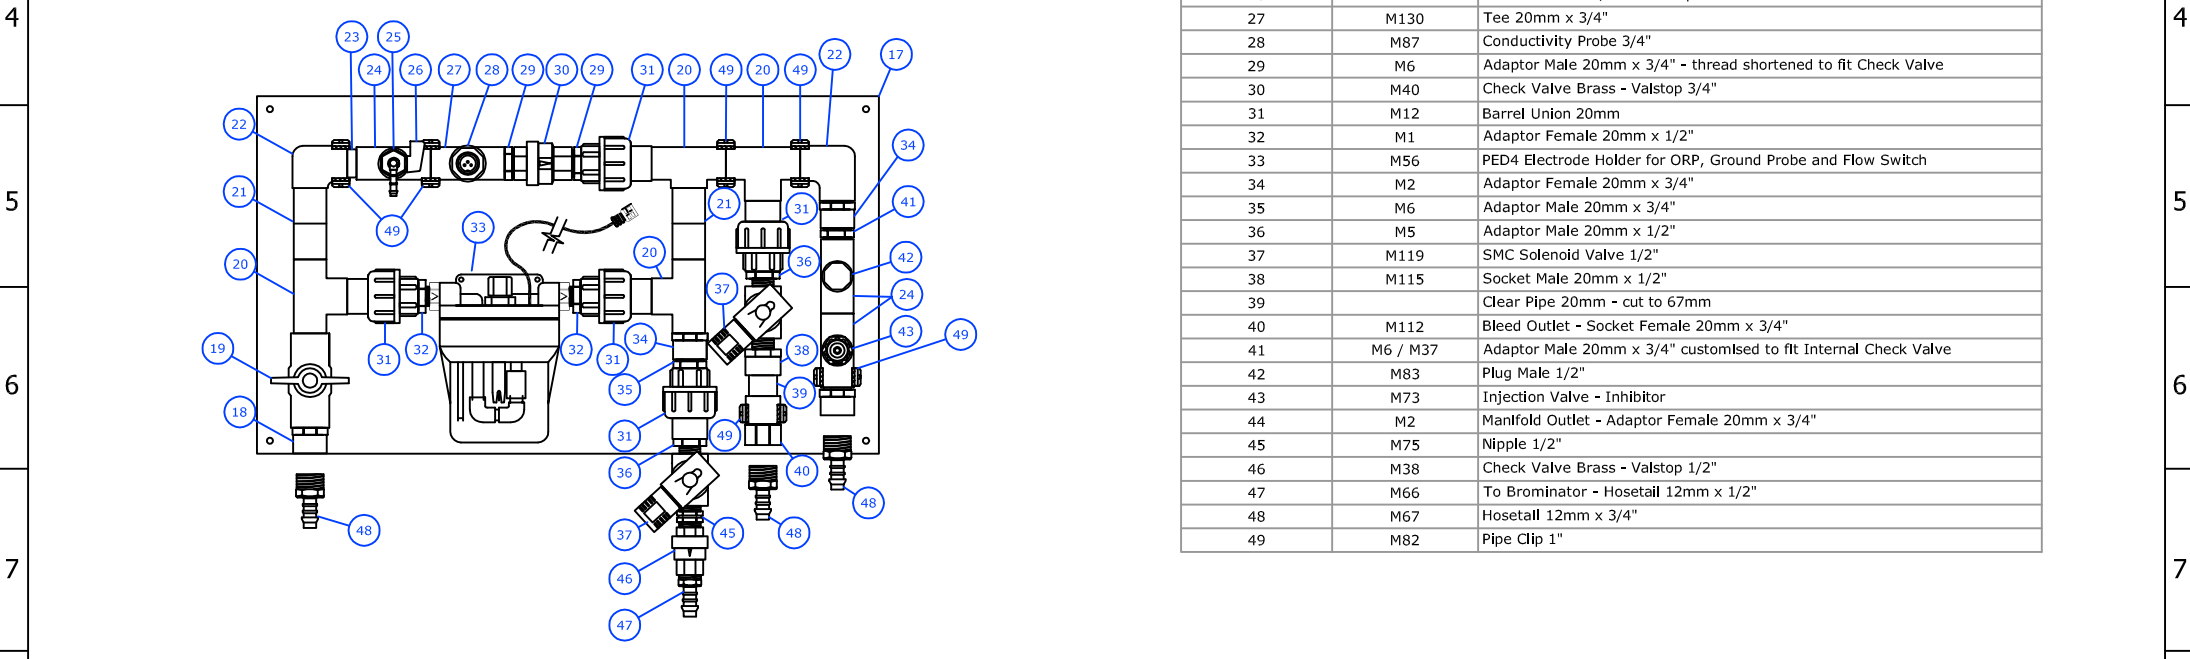 4
23 25
24 26 27 28 29 30 29 31 20 49 20 49 22 17
22
34
5
21 49 33 21 31 41
20 20 36 42
37 24
19 31 32 32 31 34 38 43 49
6
35 39
18 31 49
36 40
48 37 45 48 48
7
46
47
27 M130 Tee 20mm x 3/4"
28 M87 Conductivity Probe 3/4"
29 M6 Adaptor Male 20mm x 3/4" - thread shortened to fit Check Valve
30 M40 Check Valve Brass - Valstop 3/4"
31 M12 Barrel Union 20mm
32 M1 Adaptor Female 20mm x 1/2"
33 M56 PED4 Electrode Holder for ORP, Ground Probe and Flow Switch
34 M2 Adaptor Female 20mm x 3/4"
35 M6 Adaptor Male 20mm x 3/4"
36 M5 Adaptor Male 20mm x 1/2"
37 M119 SMC Solenoid Valve 1/2"
38 M115 Socket Male 20mm x 1/2"
39 Clear Pipe 20mm - cut to 67mm
40 M112 Bleed Outlet - Socket Female 20mm x 3/4"
41 M6 / M37 Adaptor Male 20mm x 3/4" customised to fit Internal Check Valve
42 M83 Plug Male 1/2"
43 M73 Injection Valve - Inhibitor
44 M2 Manifold Outlet - Adaptor Female 20mm x 3/4"
45 M75 Nipple 1/2"
46 M38 Check Valve Brass - Valstop 1/2"
47 M66 To Brominator - Hosetail 12mm x 1/2"
48 M67 Hosetail 12mm x 3/4"
49 M82 Pipe Clip 1"
4
5
6
7